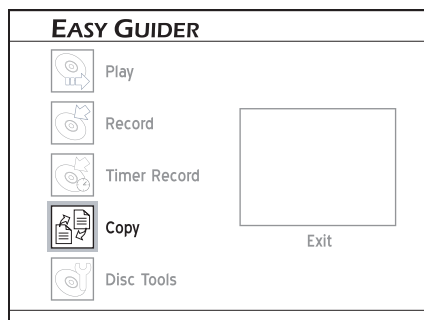 EASY GUIDER
Play
Record
Timer Record
Copy
Exit
Disc Tools